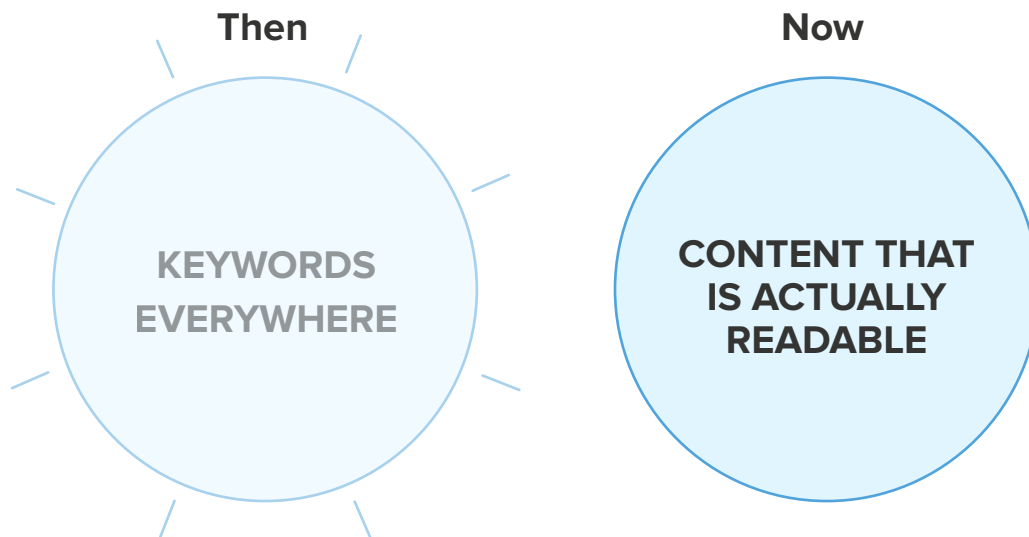 Then
KEYWORDS
EVERYWHERE
Now
CONTENT THAT
IS ACTUALLY
READABLE